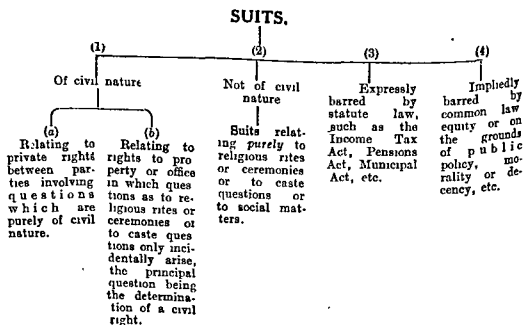 SUITS.
(1)
(2)
(3)
(4)
Of civil nature
Not of civil
nature
Expressly
barred by
statute law,
such as the
Income Tax
Act, Pensions
Act, Municipal
Act, etc.
Impliedly
barred by
common law
equity or on
the grounds
of public
policy, mo-
rality or de-
cency, etc.
(a)
Relating to
private rights
between par-
ties involving
questions
which are
purely of civil
nature.
(b)
Relating to
rights to pro
perty or office
in which ques
tions as to re-
ligious rites or
ceremonies or
to caste ques
tions only inci-
dentally arise,
the principal
question being
the determina-
tion of a civil
right.
Suits relat-
ing purely to
religious rites
or ceremonies
or to caste
questions or
to social mat-
ters.